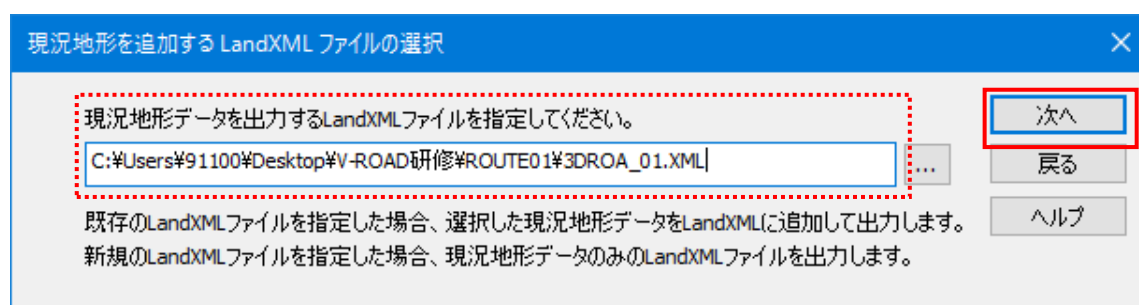 現況地形を追加する LandXML ファイルの選択
現況地形データを出力するLandXMLファイルを指定してください。
C:¥Users¥91100¥Desktop¥V-ROAD研修¥ROUTE01¥3DROA_01.XML
...
次へ
戻る
ヘルプ
既存のLandXMLファイルを指定した場合、選択した現況地形データをLandXMLに追加して出力します。
新規のLandXMLファイルを指定した場合、現況地形データのみのLandXMLファイルを出力します。